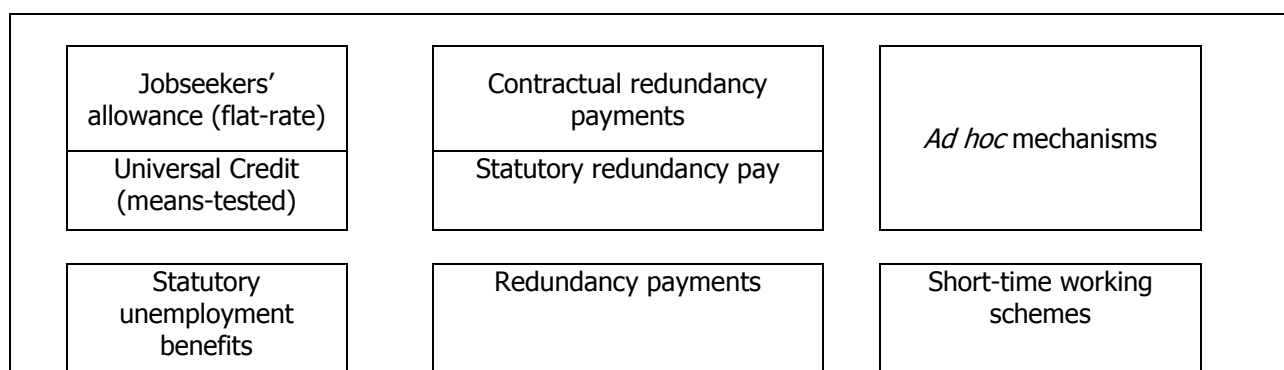 Jobseekers’
allowance (flat-rate)
Universal Credit
(means-tested)
Contractual redundancy
payments
Statutory redundancy pay
Ad hoc mechanisms
Statutory
unemployment
benefits
Redundancy payments
Short-time working
schemes